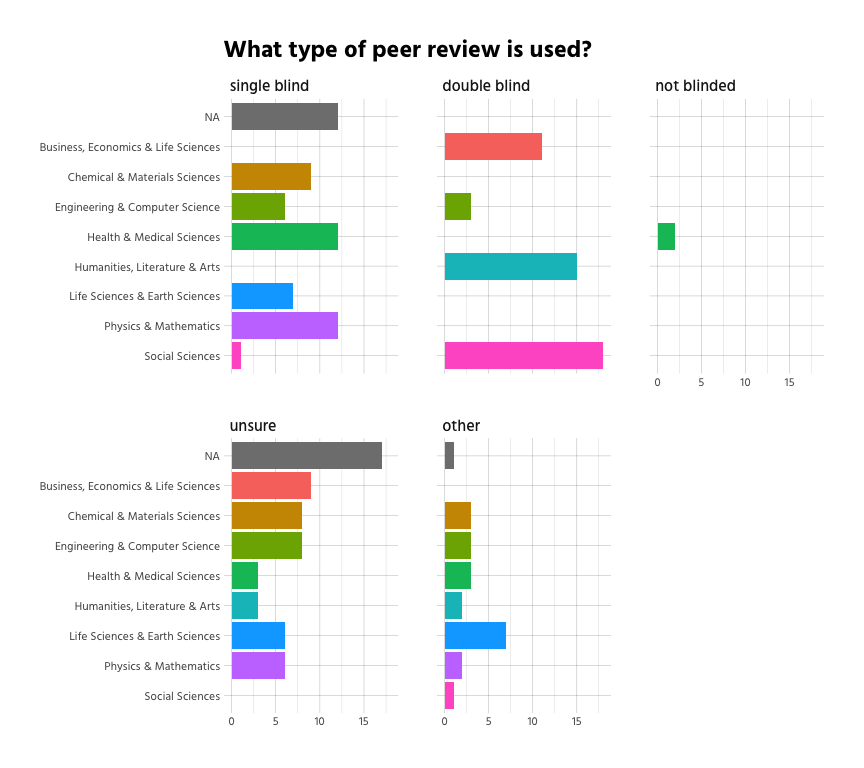 What type of peer review is used?
single blind
double blind
not blinded
NA
Business, Economics & Life Sciences
Chemical & Materials Sciences
Engineering & Computer Science
Health & Medical Sciences
Humanities, Literature & Arts
Life Sciences & Earth Sciences
Physics & Mathematics
Social Sciences
0 5 10 15
unsure
other
NA
Business, Economics & Life Sciences
Chemical & Materials Sciences
Engineering & Computer Science
Health & Medical Sciences
Humanities, Literature & Arts
Life Sciences & Earth Sciences
Physics & Mathematics
Social Sciences
0 5 10 15
0 5 10 15